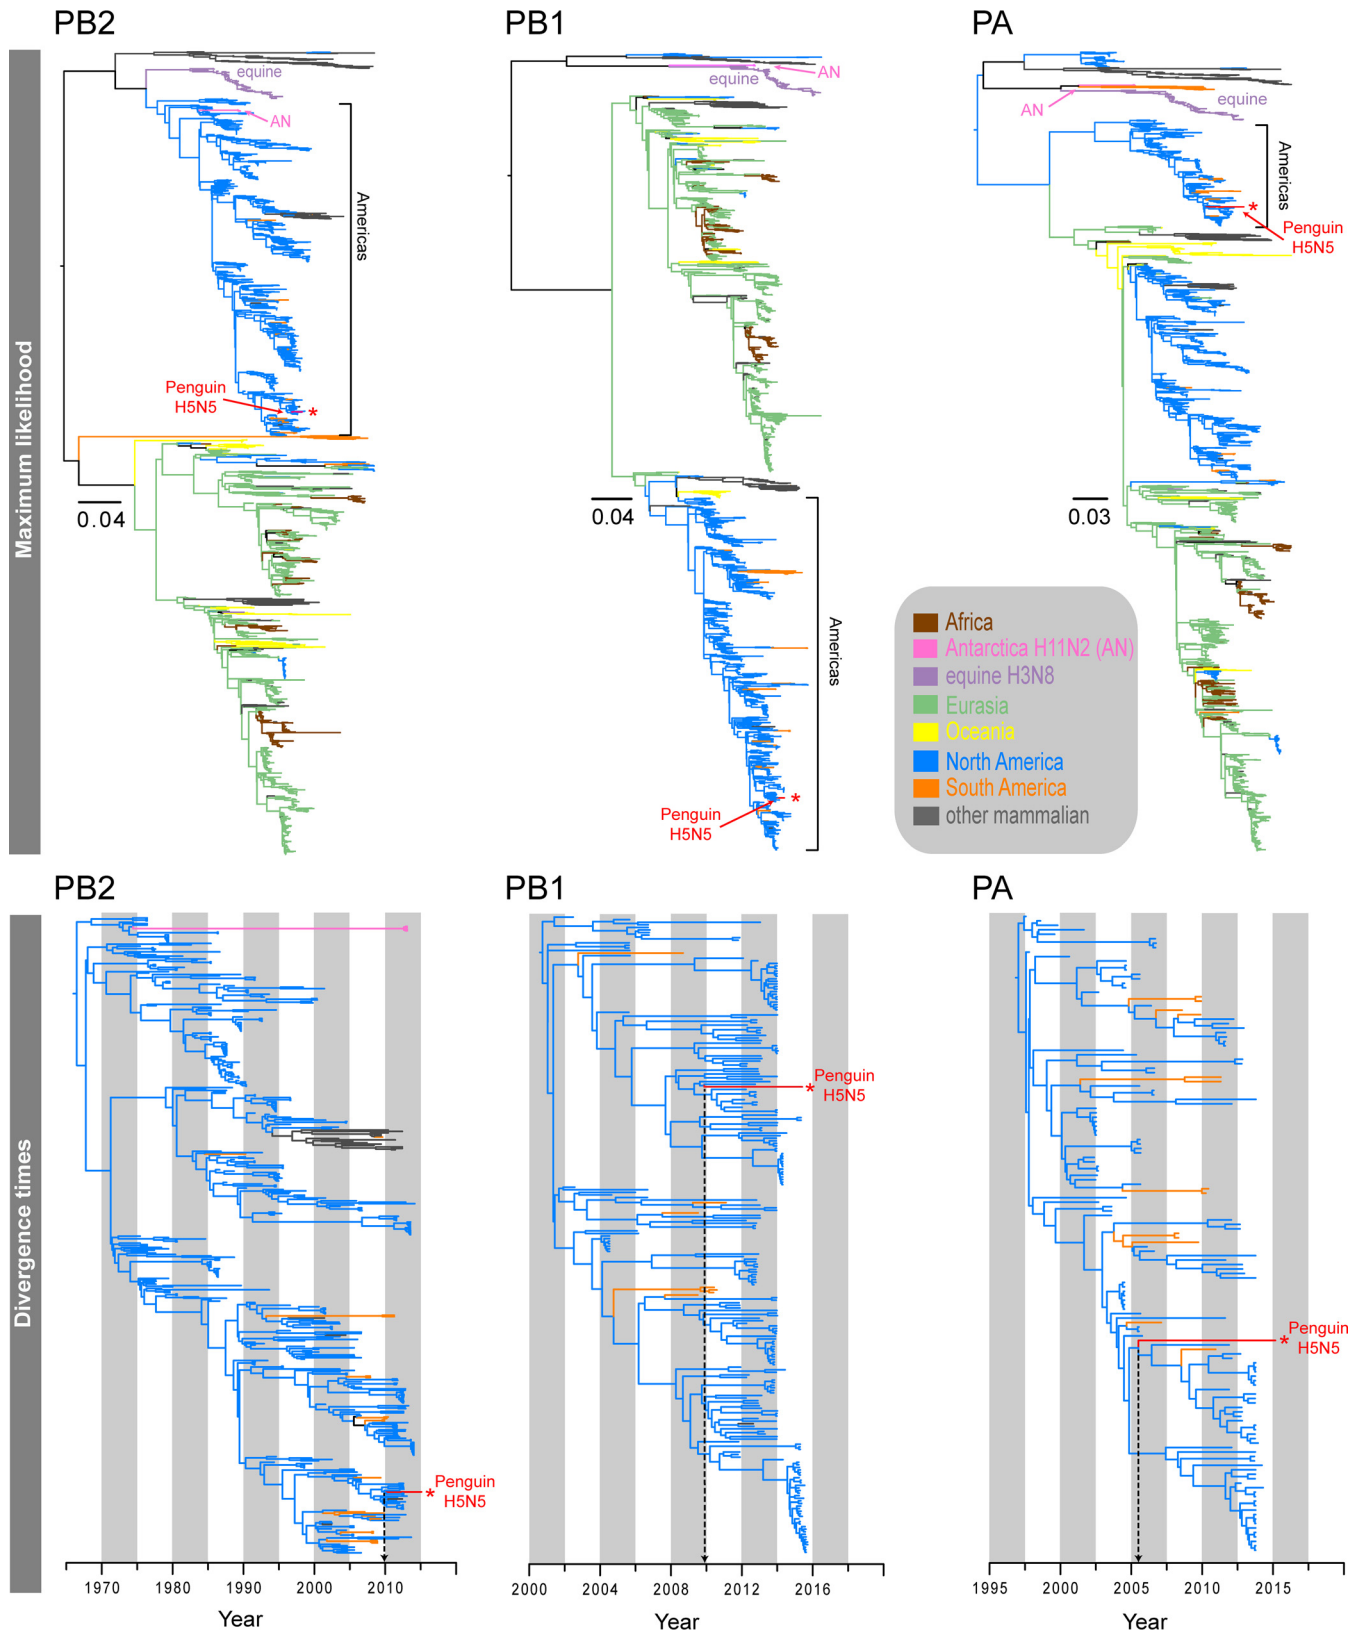 PB2
PB1
PA
Maximum likelihood
equine
AN
Americas
Penguin
H5N5
*
0.04
AN
equine
0.04
Americas
Penguin
H5N5
*
AN
equine
Americas
*
Penguin
H5N5
0.03
Africa
Antarctica H11N2 (AN)
equine H3N8
Eurasia
Oceania
North America
South America
other mammalian
PB2
PB1
PA
Divergence times
* Penguin
H5N5
1970 1980 1990 2000 2010
Year
* Penguin
H5N5
2000 2004 2008 2012 2016
Year
* Penguin
H5N5
1995 2000 2005 2010 2015
Year